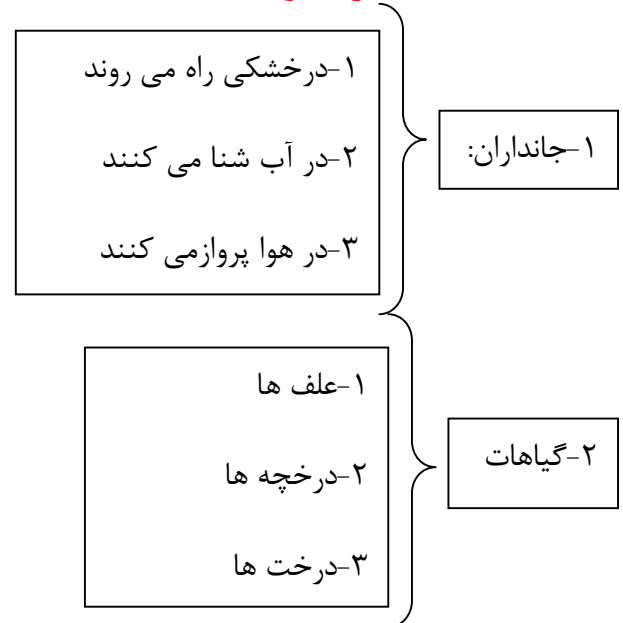 ۱-جانداران:
۱-درخشکی راه می روند
۲-در آب شنا می کنند
۳-در هوا پروازمی کنند
۲-گیاهات
۱-علف ها
۲-درخچه ها
۳-درخت ها